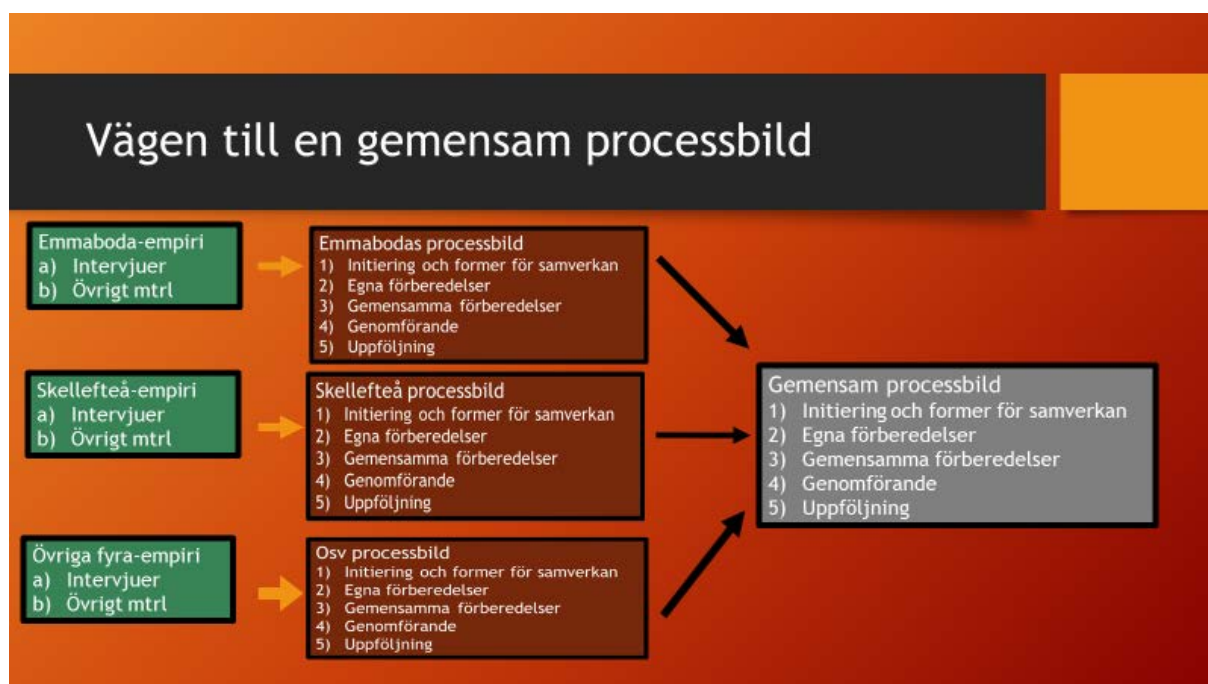 Vägen till en gemensam processbild
Emmaboda-empiri
a) Intervjuer
b) Övrigt mtrl
Emmabodas processbild
1) Initiering och former för samverkan
2) Egna förberedelser
3) Gemensamma förberedelser
4) Genomförande
5) Uppföljning
Skellefteå-empiri
a) Intervjuer
b) Övrigt mtrl
Skellefteå processbild
1) Initiering och former för samverkan
2) Egna förberedelser
3) Gemensamma förberedelser
4) Genomförande
5) Uppföljning
Övriga fyra-empiri
a) Intervjuer
b) Övrigt mtrl
Osv processbild
1) Initiering och former för samverkan
2) Egna förberedelser
3) Gemensamma förberedelser
4) Genomförande
5) Uppföljning
Gemensam processbild
1) Initiering och former för samverkan
2) Egna förberedelser
3) Gemensamma förberedelser
4) Genomförande
5) Uppföljning